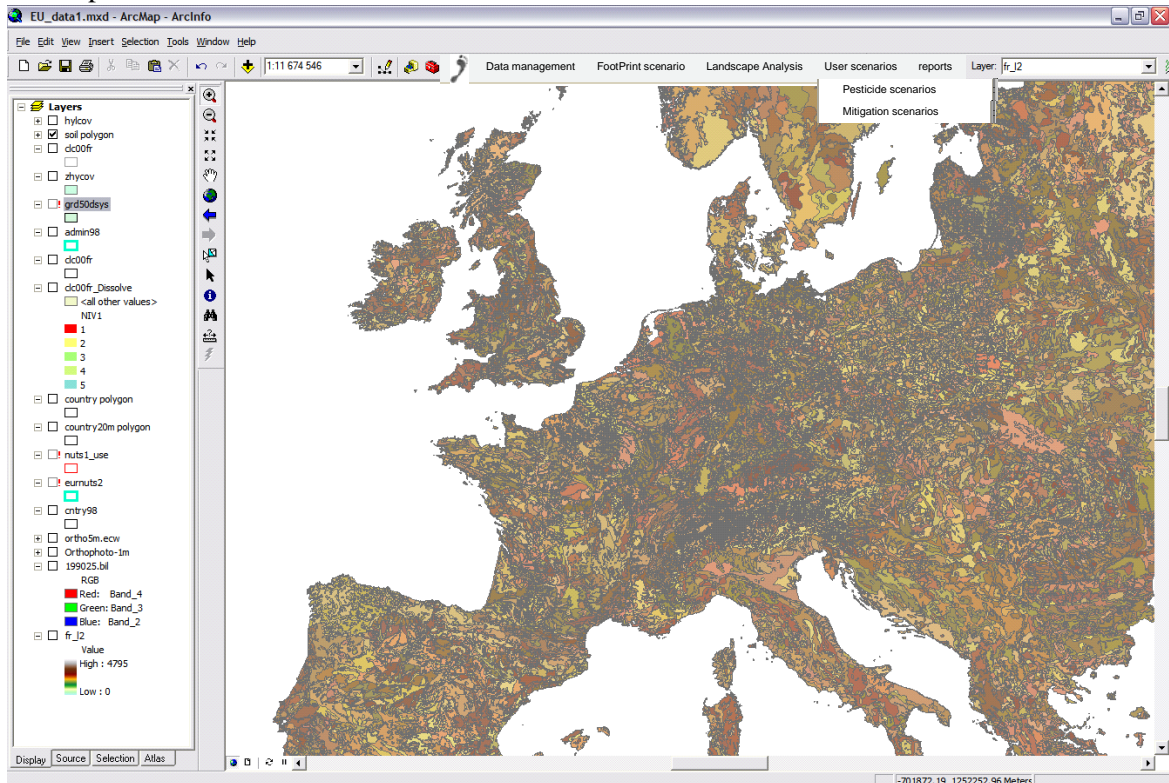 EU_data1.mxd - ArcMap - ArcInfo
File Edit View Insert Selection Tools Window Help
1:11 674 546 Data management FootPrint scenario Landscape Analysis User scenarios reports Layer: fr_l2
Pesticide scenarios
Mitigation scenarios
Layers
hylcov
soil polygon
clc00fr
zhycov
grd50dsys
admin98
clc00fr
clc00fr_Dissolve
<all other values>
NIV1
1
2
3
4
5
country polygon
country20m polygon
nuts1_use
eurnuts2
cntry98
ortho5m.ecw
Orthophoto-1m
199025.bil
RGB
Red: Band_4
Green: Band_3
Blue: Band_2
fr_l2
Value
High : 4795
Low : 0
Display Source Selection Atlas
-701872,19 1252252,96 Meters